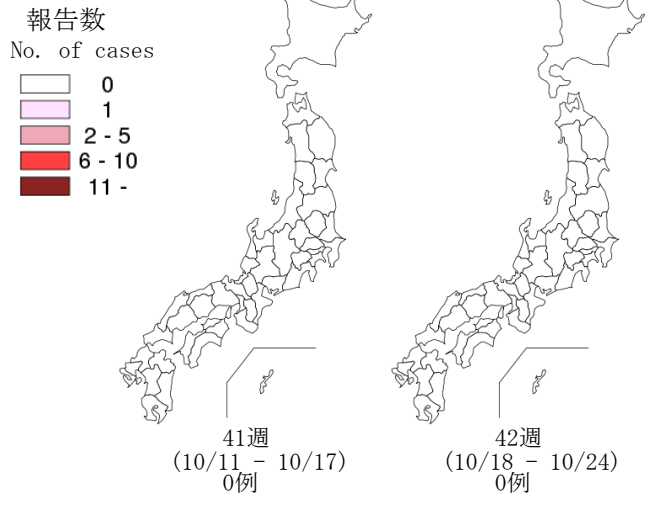 報告数
No. of cases
0
1
2 - 5
6 - 10
11 -
41週
(10/11 - 10/17)
0例
42週
(10/18 - 10/24)
0例